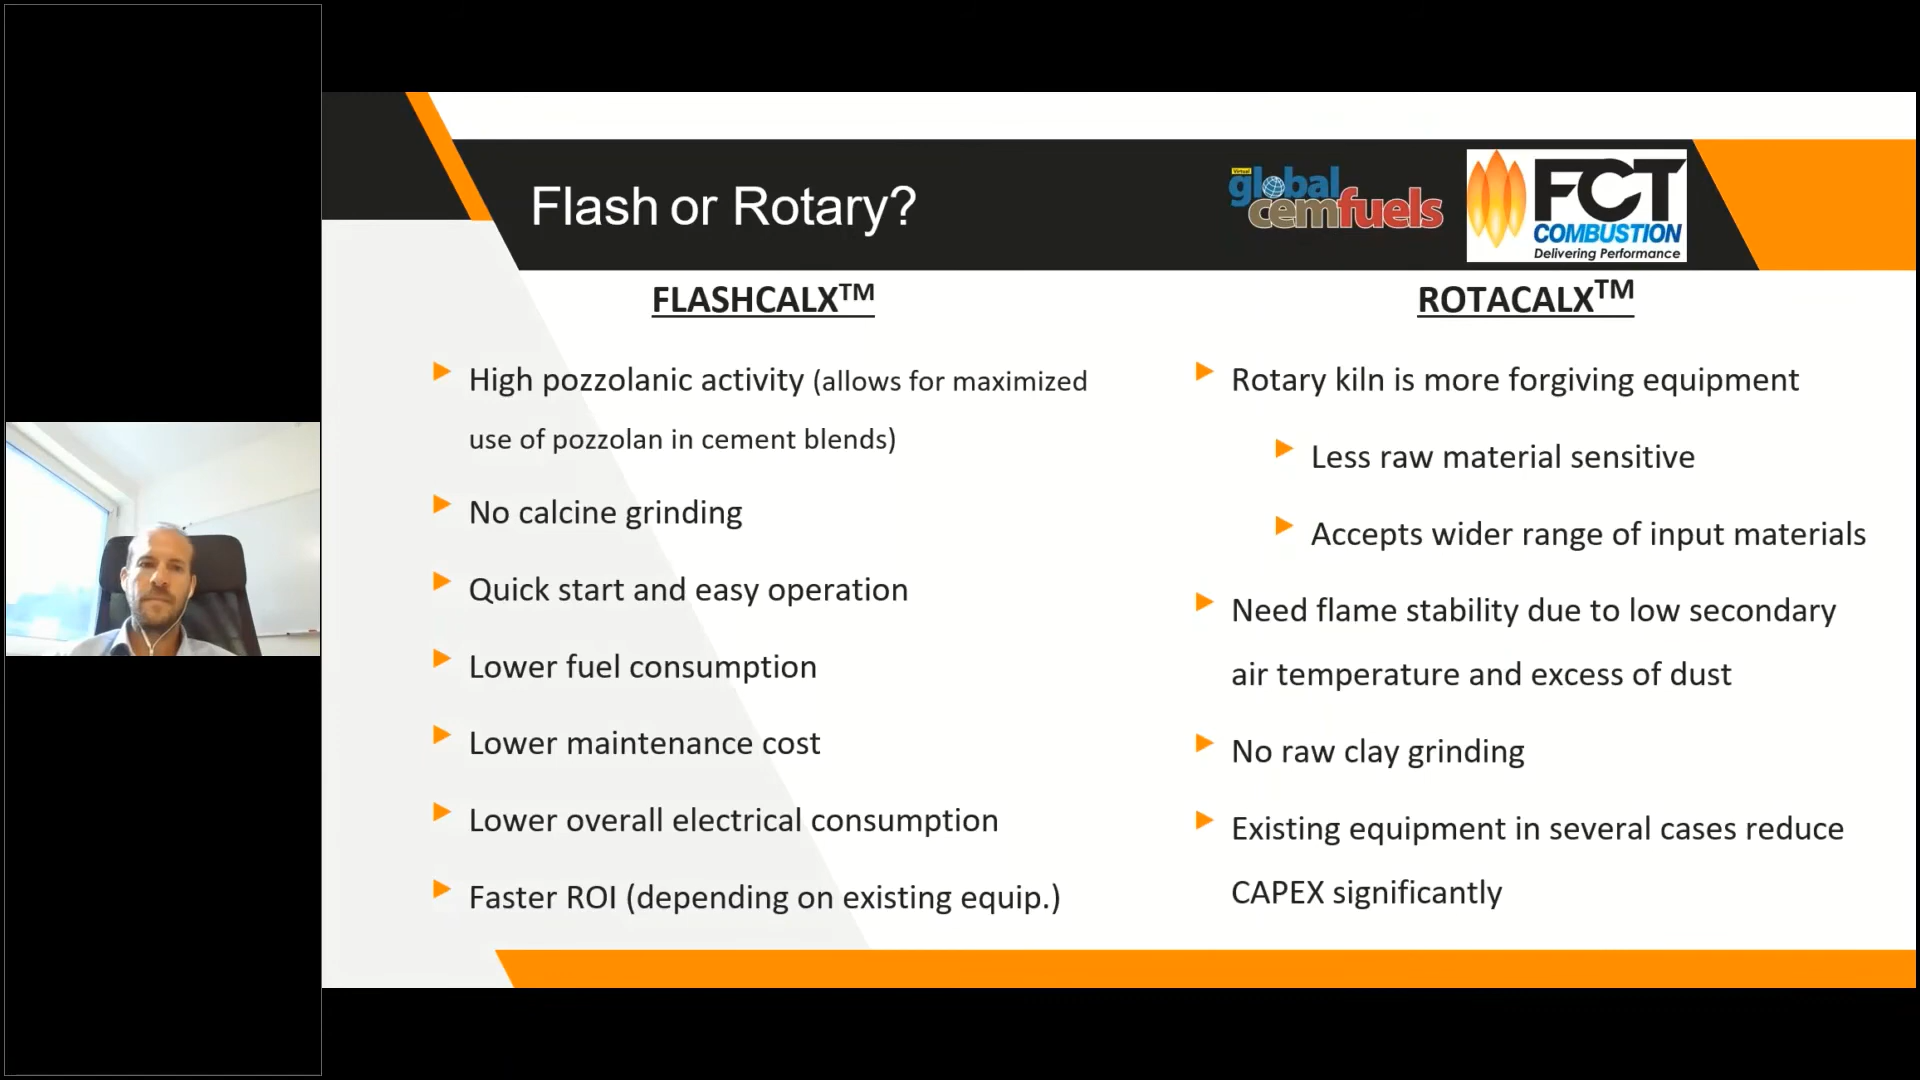 Flash or Rotary?
Virtual
global
cemfuels
FCT
COMBUSTION
Delivering Performance
FLASHCALX™
High pozzolanic activity (allows for maximized
use of pozzolan in cement blends)
No calcine grinding
Quick start and easy operation
Lower fuel consumption
Lower maintenance cost
Lower overall electrical consumption
Faster ROI (depending on existing equip.)
ROTACALX™
Rotary kiln is more forgiving equipment
Less raw material sensitive
Accepts wider range of input materials
Need flame stability due to low secondary
air temperature and excess of dust
No raw clay grinding
Existing equipment in several cases reduce
CAPEX significantly